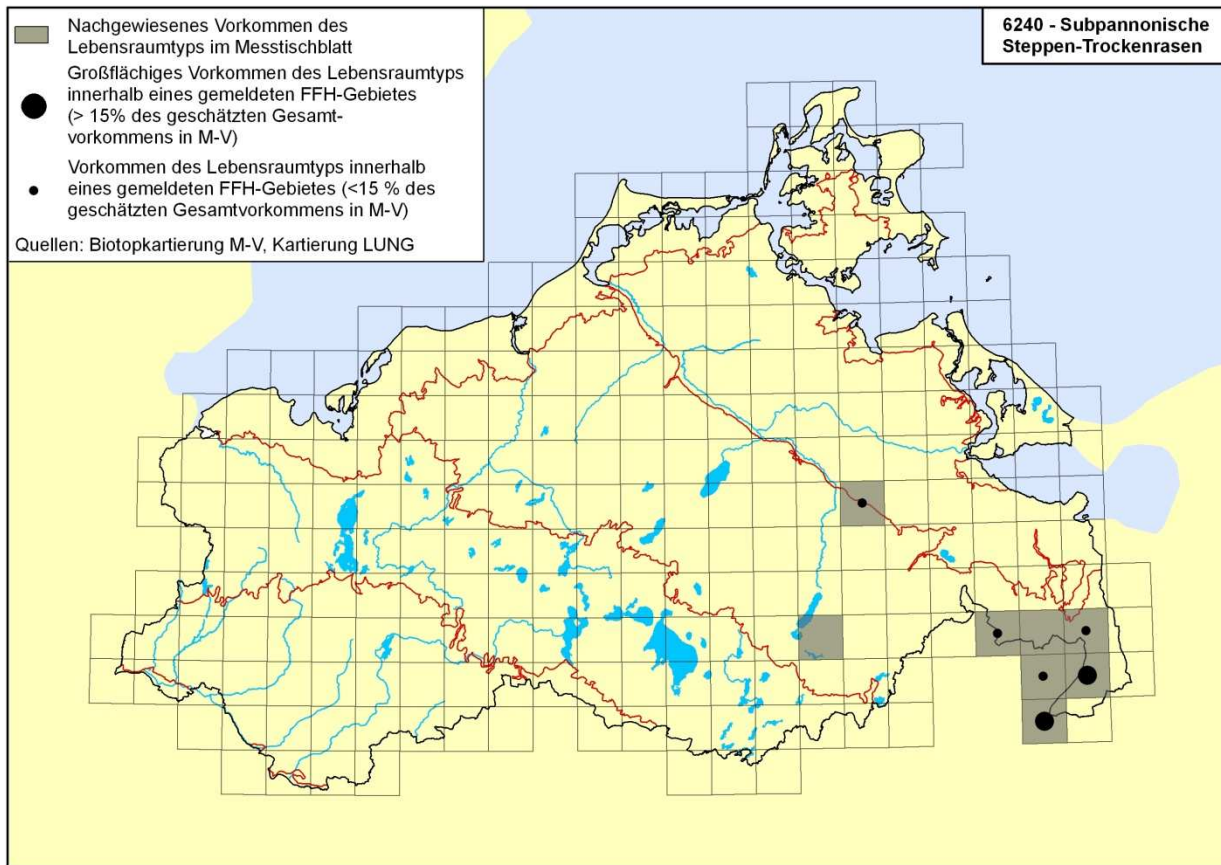 Nachgewiesenes Vorkommen des
Lebensraumtyps im Messtischblatt
Großflächiges Vorkommen des Lebensraumtyps
innerhalb eines gemeldeten FFH-Gebietes
(> 15% des geschätzten Gesamt-
vorkommens in M-V)
Vorkommen des Lebensraumtyps innerhalb
eines gemeldeten FFH-Gebietes (<15 % des
geschätzten Gesamtvorkommens in M-V)
Quellen: Biotopkartierung M-V, Kartierung LUNG
6240 - Subpannonische
Steppen-Trockenrasen